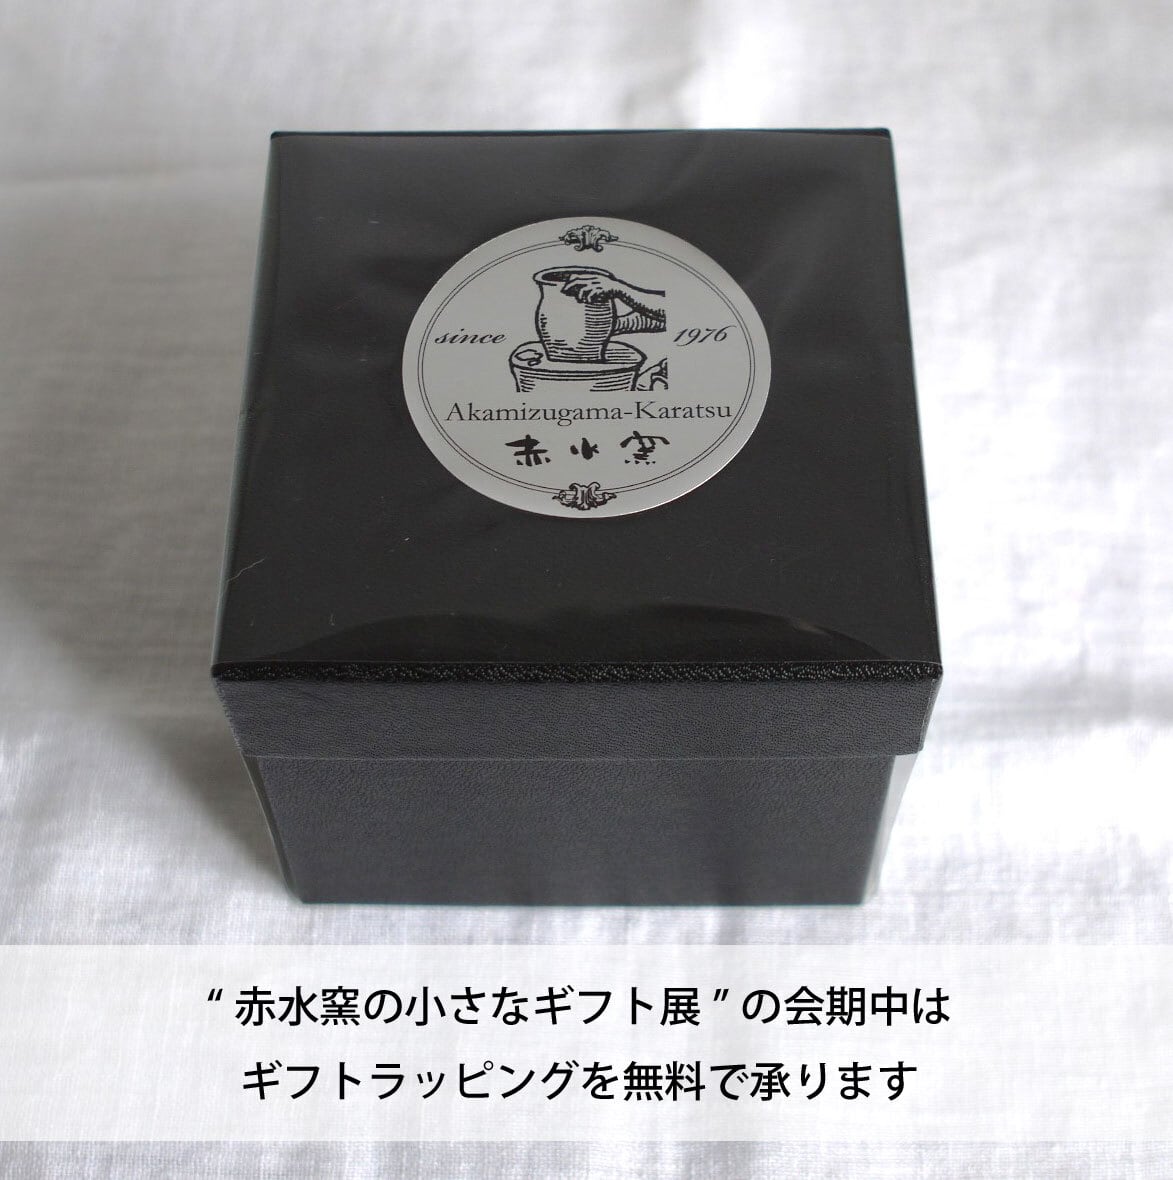 since 1976
Akamizugama-Karatsu
赤水窯
“ 赤水窯の小さなギフト展 ” の会期中は
ギフトラッピングを無料で承ります